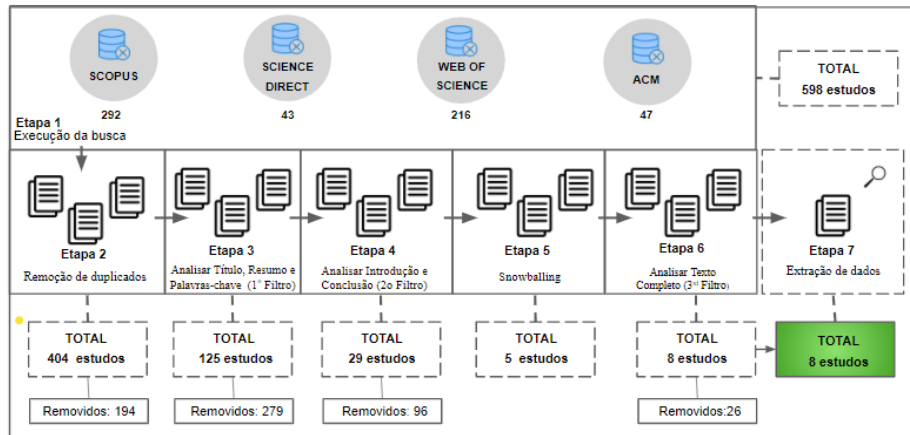 SCOPUS
292
SCIENCE
DIRECT
43
WEB OF
SCIENCE
216
ACM
47
TOTAL
598 estudos
Etapa 1
Execução da busca
Etapa 2
Remoção de duplicados
Etapa 3
Analisar Título, Resumo e
Palavras-chave (1° Filtro)
Etapa 4
Analisar Introdução e
Conclusão (2o Filtro)
Etapa 5
Snowballing
Etapa 6
Analisar Texto
Completo (3ʳᵈ Filtro)
Etapa 7
Extração de dados
TOTAL
404 estudos
TOTAL
125 estudos
TOTAL
29 estudos
TOTAL
5 estudos
TOTAL
8 estudos
TOTAL
8 estudos
Removidos: 194
Removidos: 279
Removidos: 96
Removidos:26